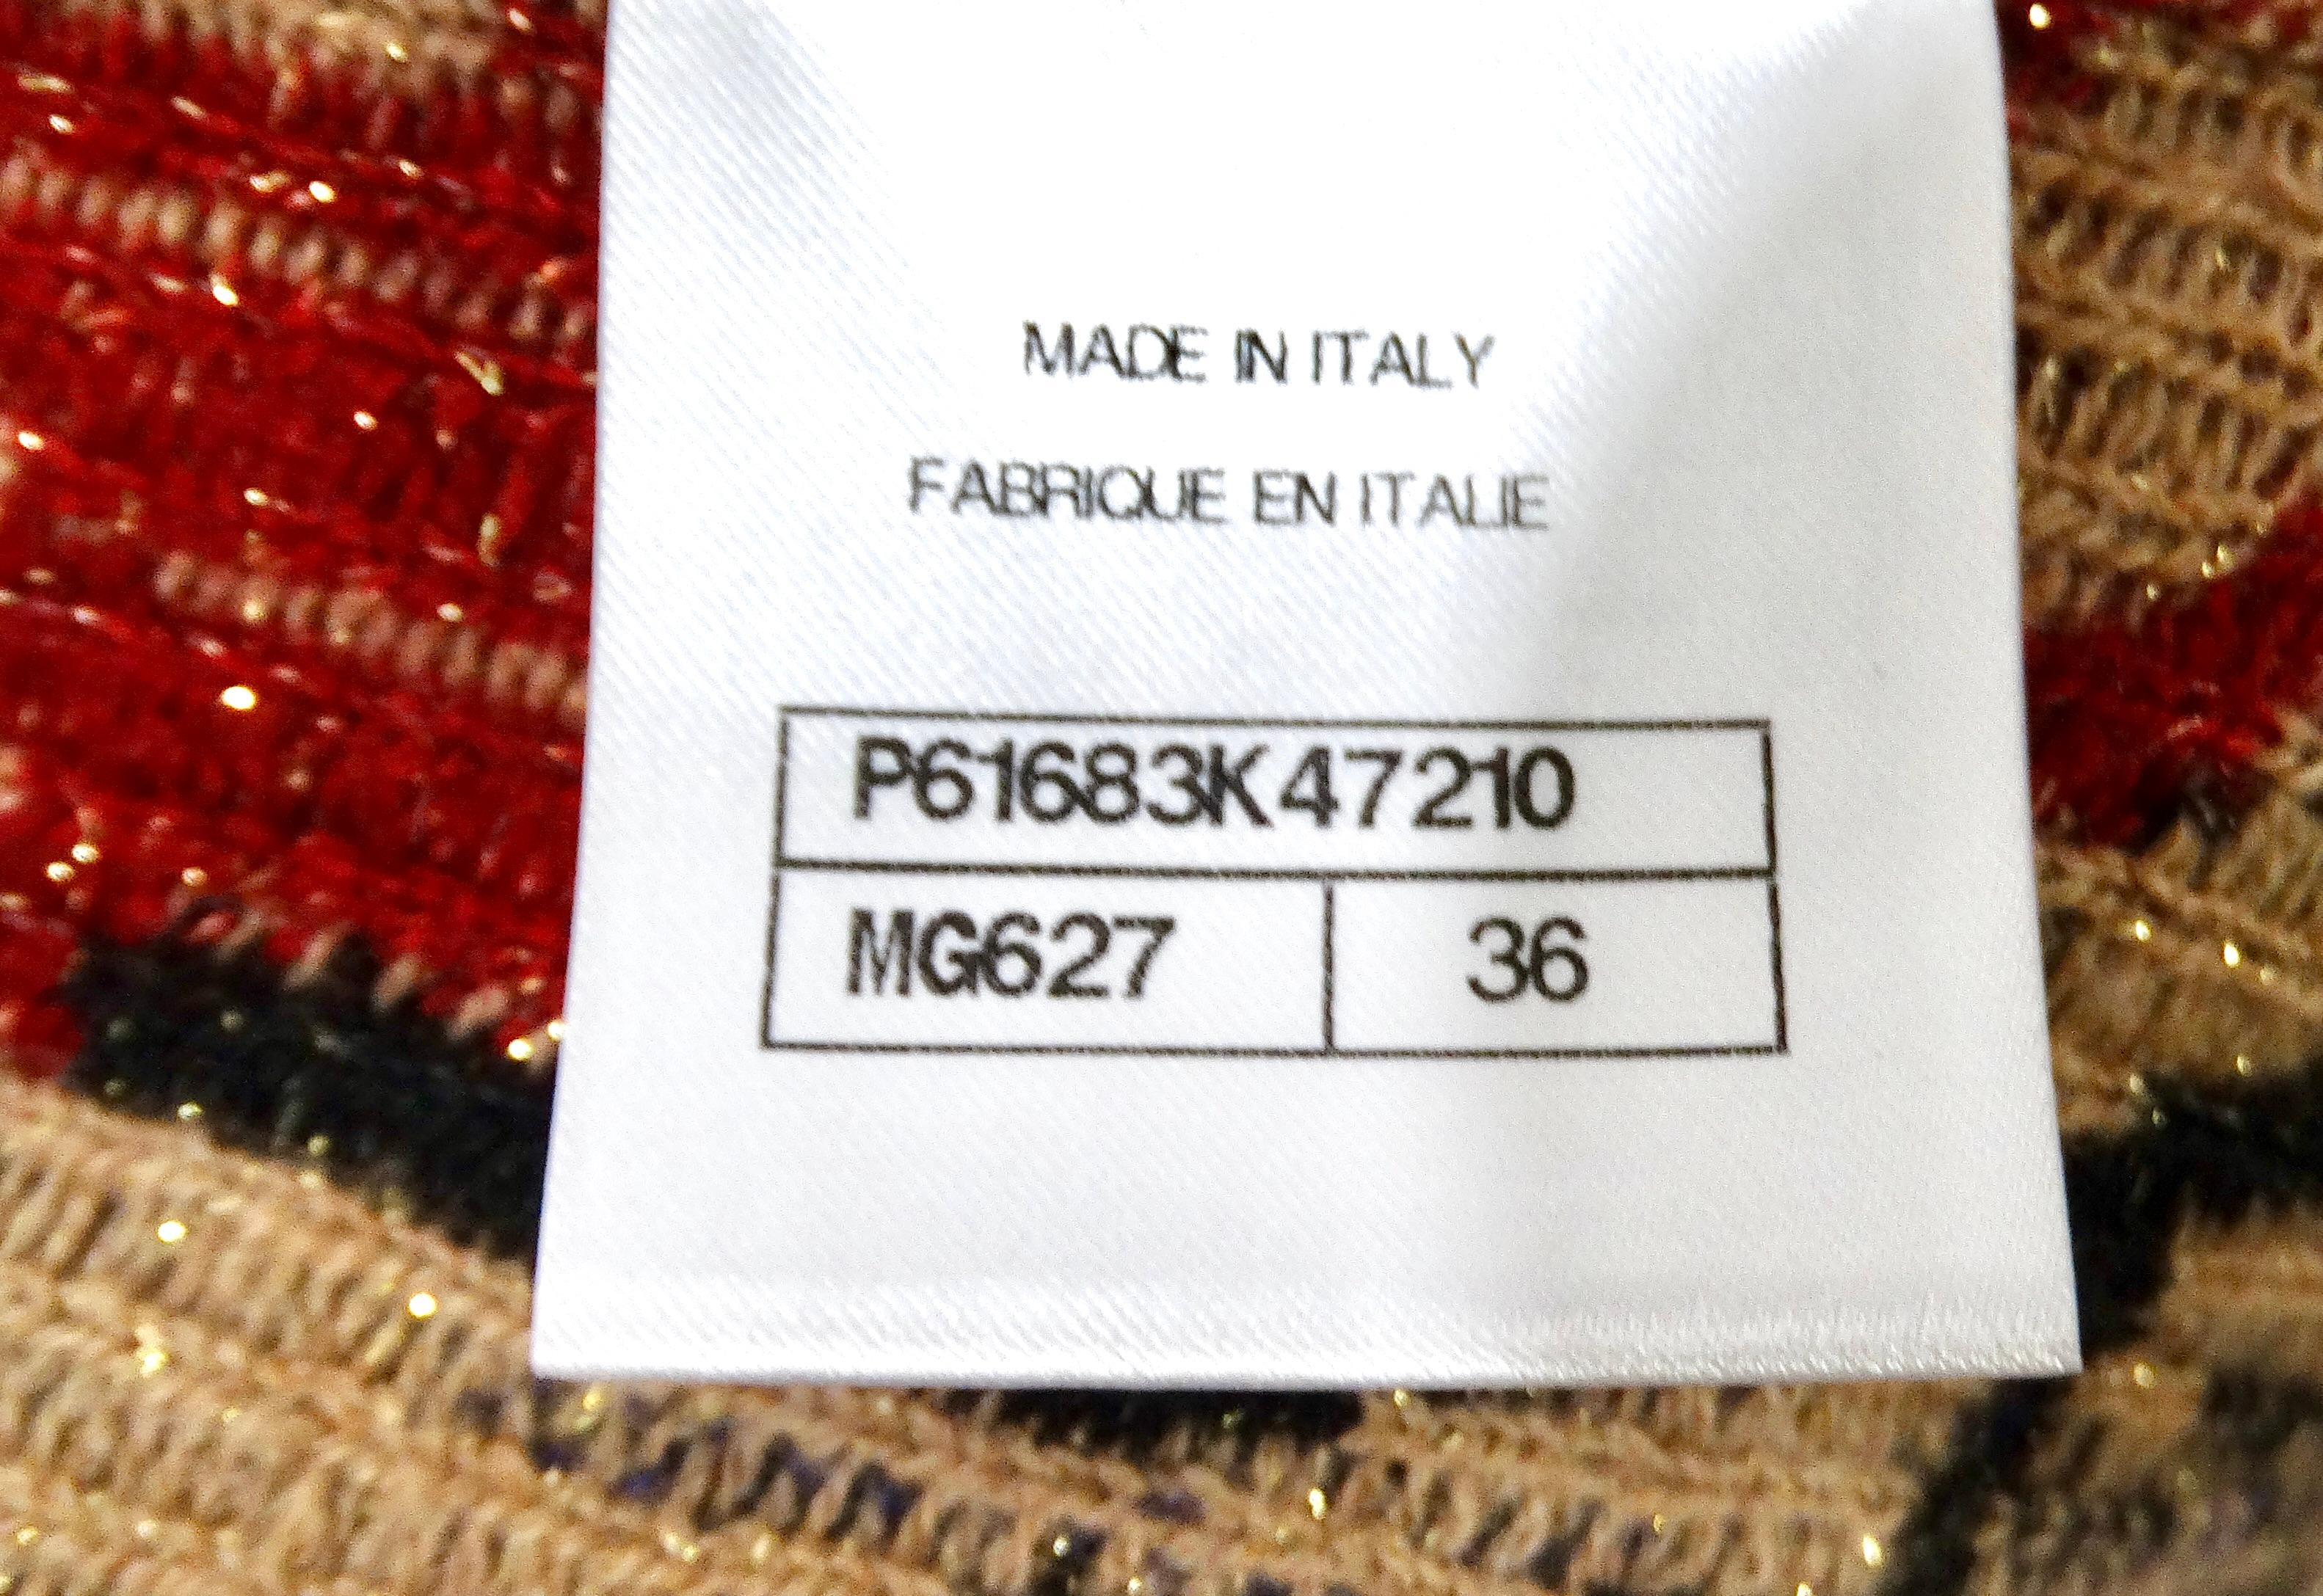 MADE IN ITALY
FABRIQUE EN ITALIE
P61683K47210
MG627 36